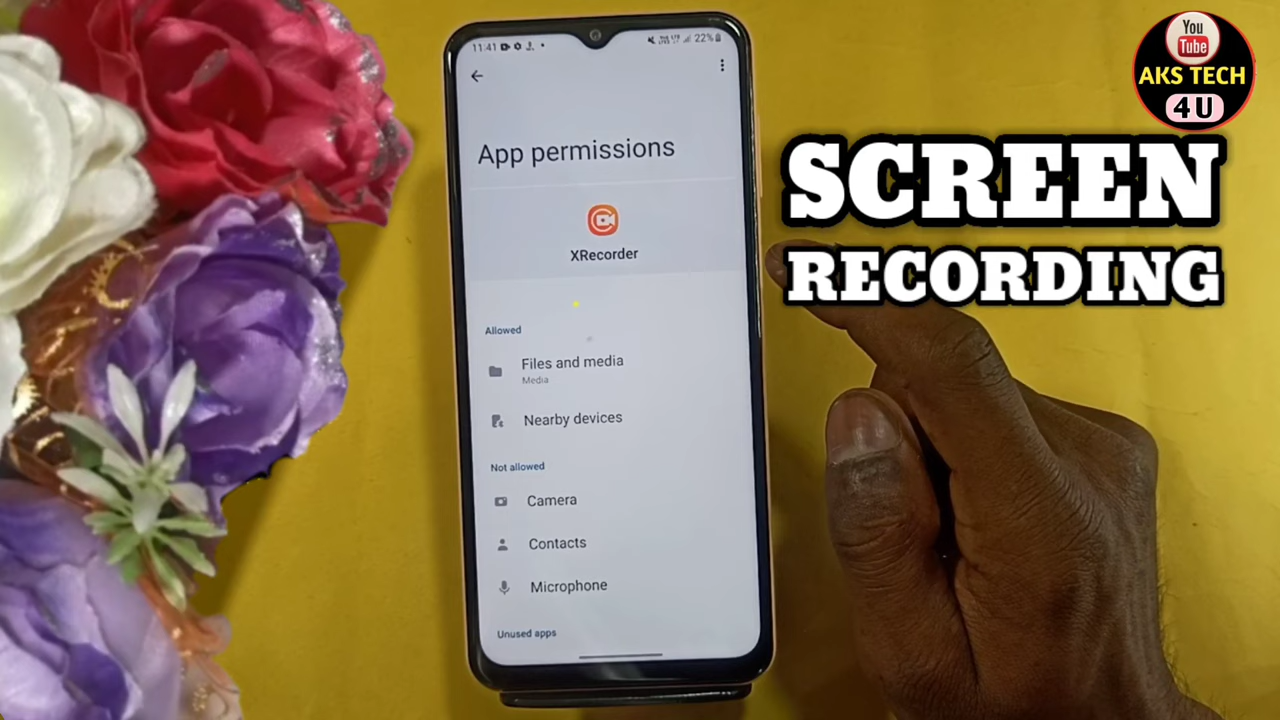 You
Tube
AKS TECH
4U
SCREEN
RECORDING
11:41
22%
App permissions
XRecorder
Allowed
Files and media
Media
Nearby devices
Not allowed
Camera
Contacts
Microphone
Unused apps